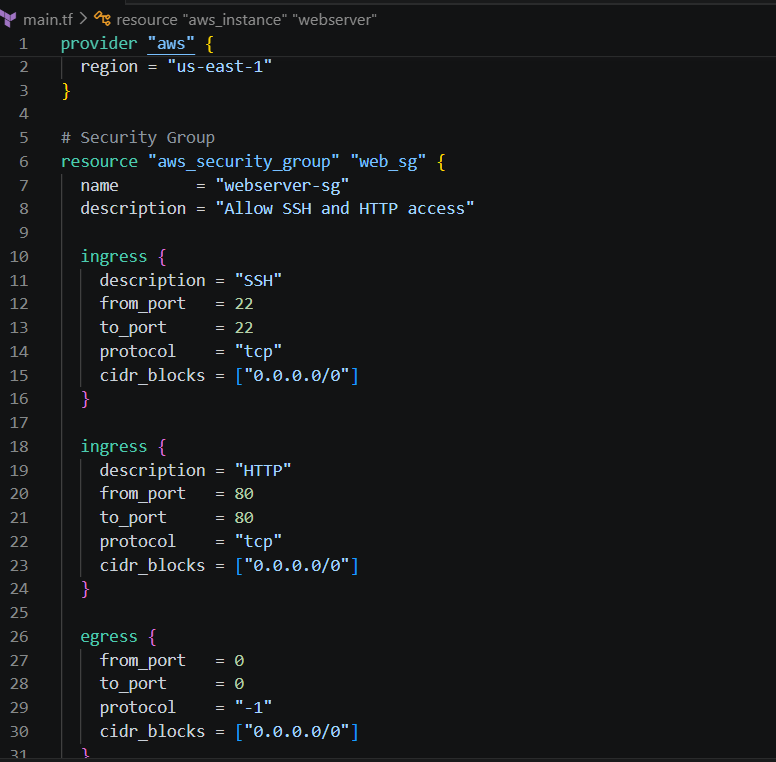 main.tf > resource "aws_instance" "webserver"
1 provider "aws" {
2   region = "us-east-1"
3 }
4
5 # Security Group
6 resource "aws_security_group" "web_sg" {
7   name        = "webserver-sg"
8   description = "Allow SSH and HTTP access"
9
10   ingress {
11     description = "SSH"
12     from_port   = 22
13     to_port     = 22
14     protocol    = "tcp"
15     cidr_blocks = ["0.0.0.0/0"]
16   }
17
18   ingress {
19     description = "HTTP"
20     from_port   = 80
21     to_port     = 80
22     protocol    = "tcp"
23     cidr_blocks = ["0.0.0.0/0"]
24   }
25
26   egress {
27     from_port   = 0
28     to_port     = 0
29     protocol    = "-1"
30     cidr_blocks = ["0.0.0.0/0"]
31   }